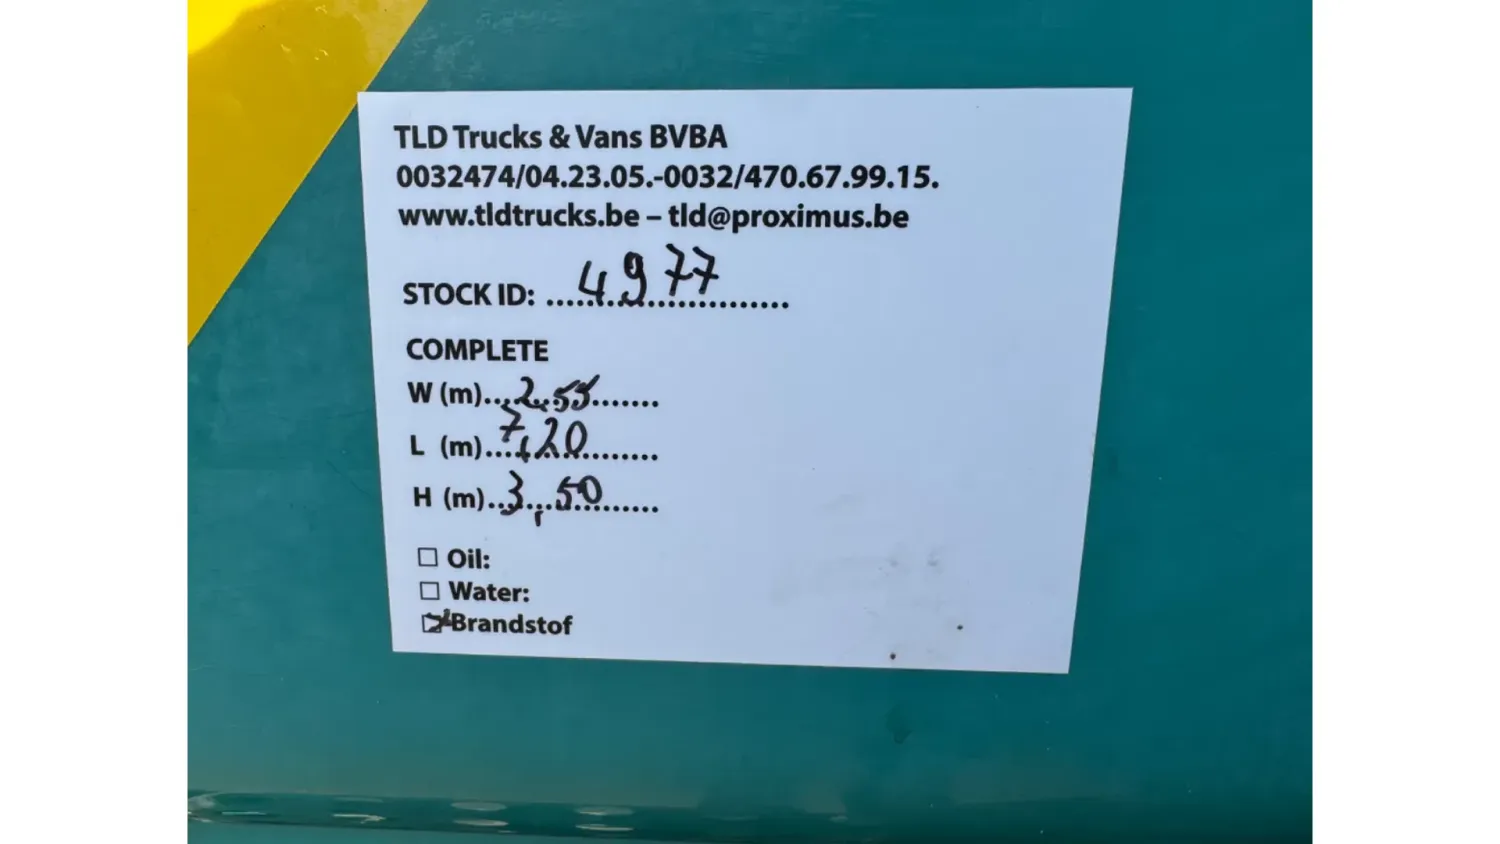 TLD Trucks & Vans BVBA
0032474/04.23.05.-0032/470.67.99.15.
www.tldtrucks.be – tld@proximus.be
STOCK ID: 4977
COMPLETE
W (m) 2,55
L (m) 7,20
H (m) 3,50
Oil:
Water:
Brandstof